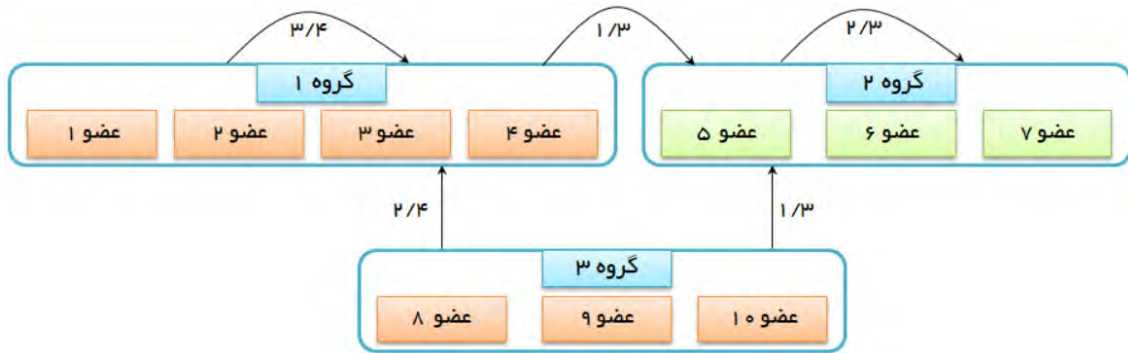 ۳/۴
۱/۳
۲/۳
گروه ۱
گروه ۲
عضو ۱
عضو ۲
عضو ۳
عضو ۴
عضو ۵
عضو ۶
عضو ۷
۲/۴
۱/۳
گروه ۳
عضو ۸
عضو ۹
عضو ۱۰